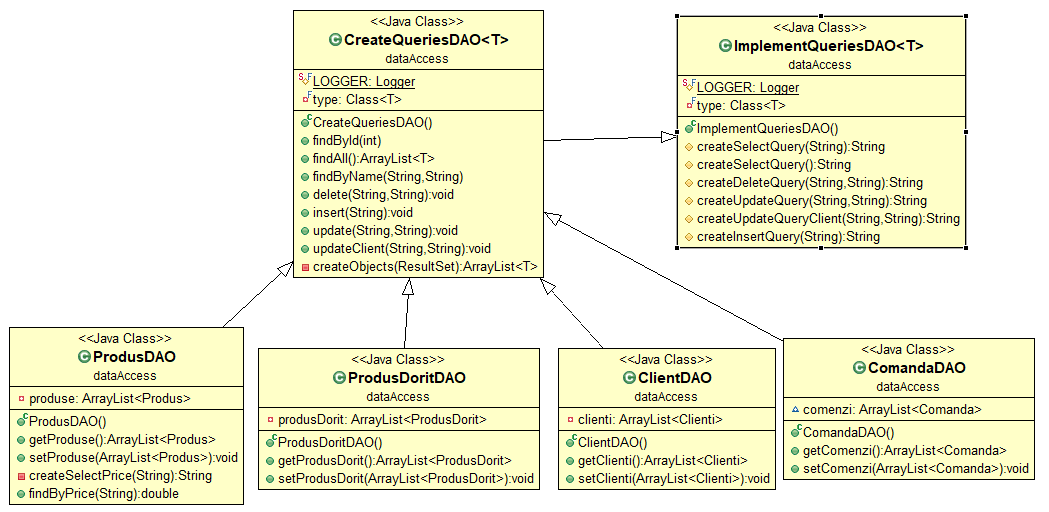 <<Java Class>>
CreateQueriesDAO<T>
dataAccess
LOGGER: Logger
type: Class<T>
CreateQueriesDAO()
findById(int)
findAll():ArrayList<T>
findByName(String,String)
delete(String,String):void
insert(String):void
update(String,String):void
updateClient(String,String):void
createObjects(ResultSet):ArrayList<T>
<<Java Class>>
ImplementQueriesDAO<T>
dataAccess
LOGGER: Logger
type: Class<T>
ImplementQueriesDAO()
createSelectQuery(String):String
createSelectQuery():String
createDeleteQuery(String,String):String
createUpdateQuery(String,String):String
createUpdateQueryClient(String,String):String
createInsertQuery(String):String
<<Java Class>>
ProdusDAO
dataAccess
produse: ArrayList<Produs>
ProdusDAO()
getProduse():ArrayList<Produs>
setProduse(ArrayList<Produs>):void
createSelectPrice(String):String
findByPrice(String):double
<<Java Class>>
ProdusDoritDAO
dataAccess
produsDorit: ArrayList<ProdusDorit>
ProdusDoritDAO()
getProdusDorit():ArrayList<ProdusDorit>
setProdusDorit(ArrayList<ProdusDorit>):void
<<Java Class>>
ClientDAO
dataAccess
clienti: ArrayList<Clienti>
ClientDAO()
getClienti():ArrayList<Clienti>
setClienti(ArrayList<Clienti>):void
<<Java Class>>
ComandaDAO
dataAccess
comenzi: ArrayList<Comanda>
ComandaDAO()
getComenzi():ArrayList<Comanda>
setComenzi(ArrayList<Comanda>):void